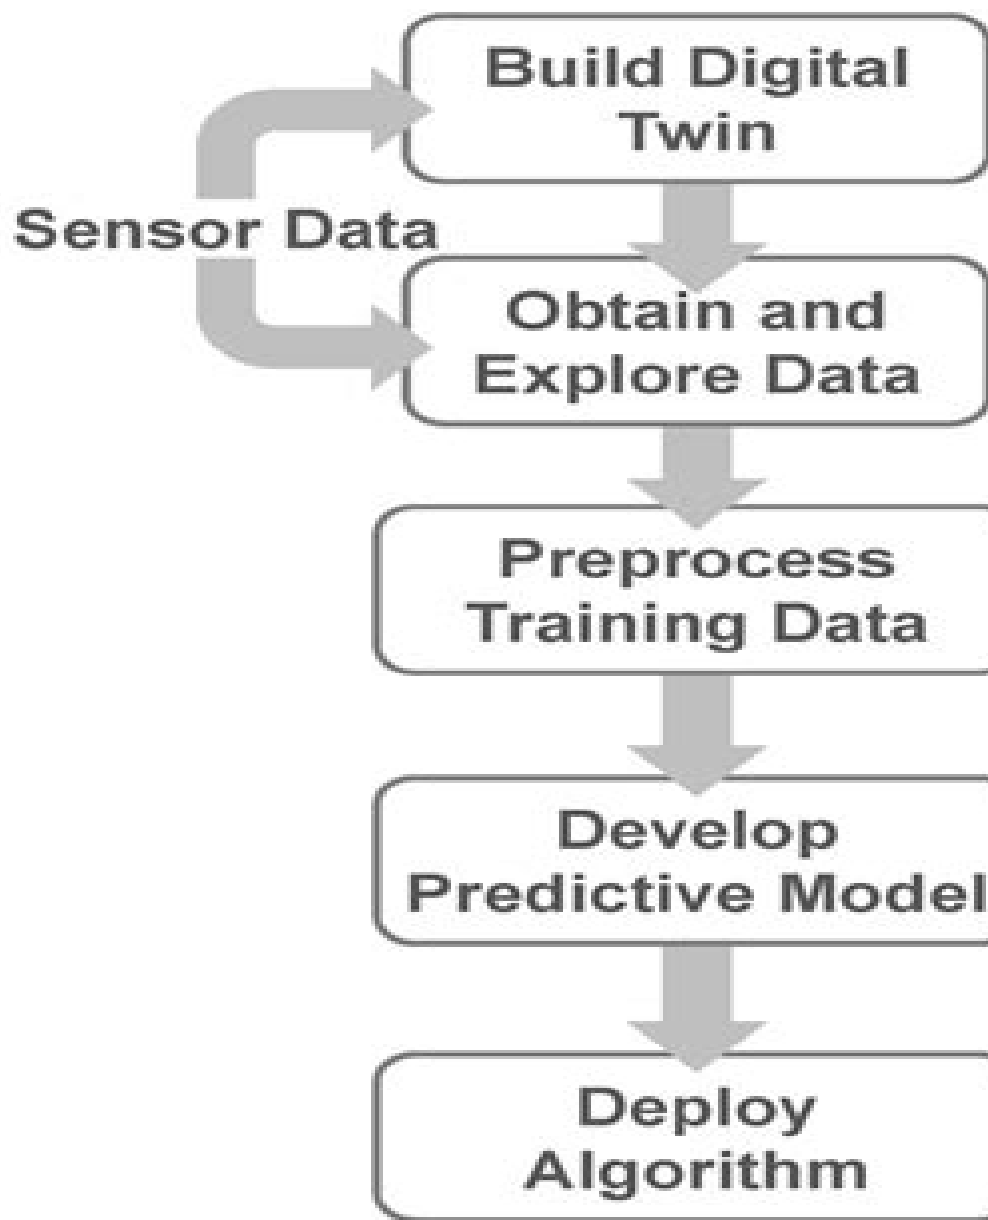 Build Digital
Twin
Sensor Data
Obtain and
Explore Data
Preprocess
Training Data
Develop
Predictive Model
Deploy
Algorithm